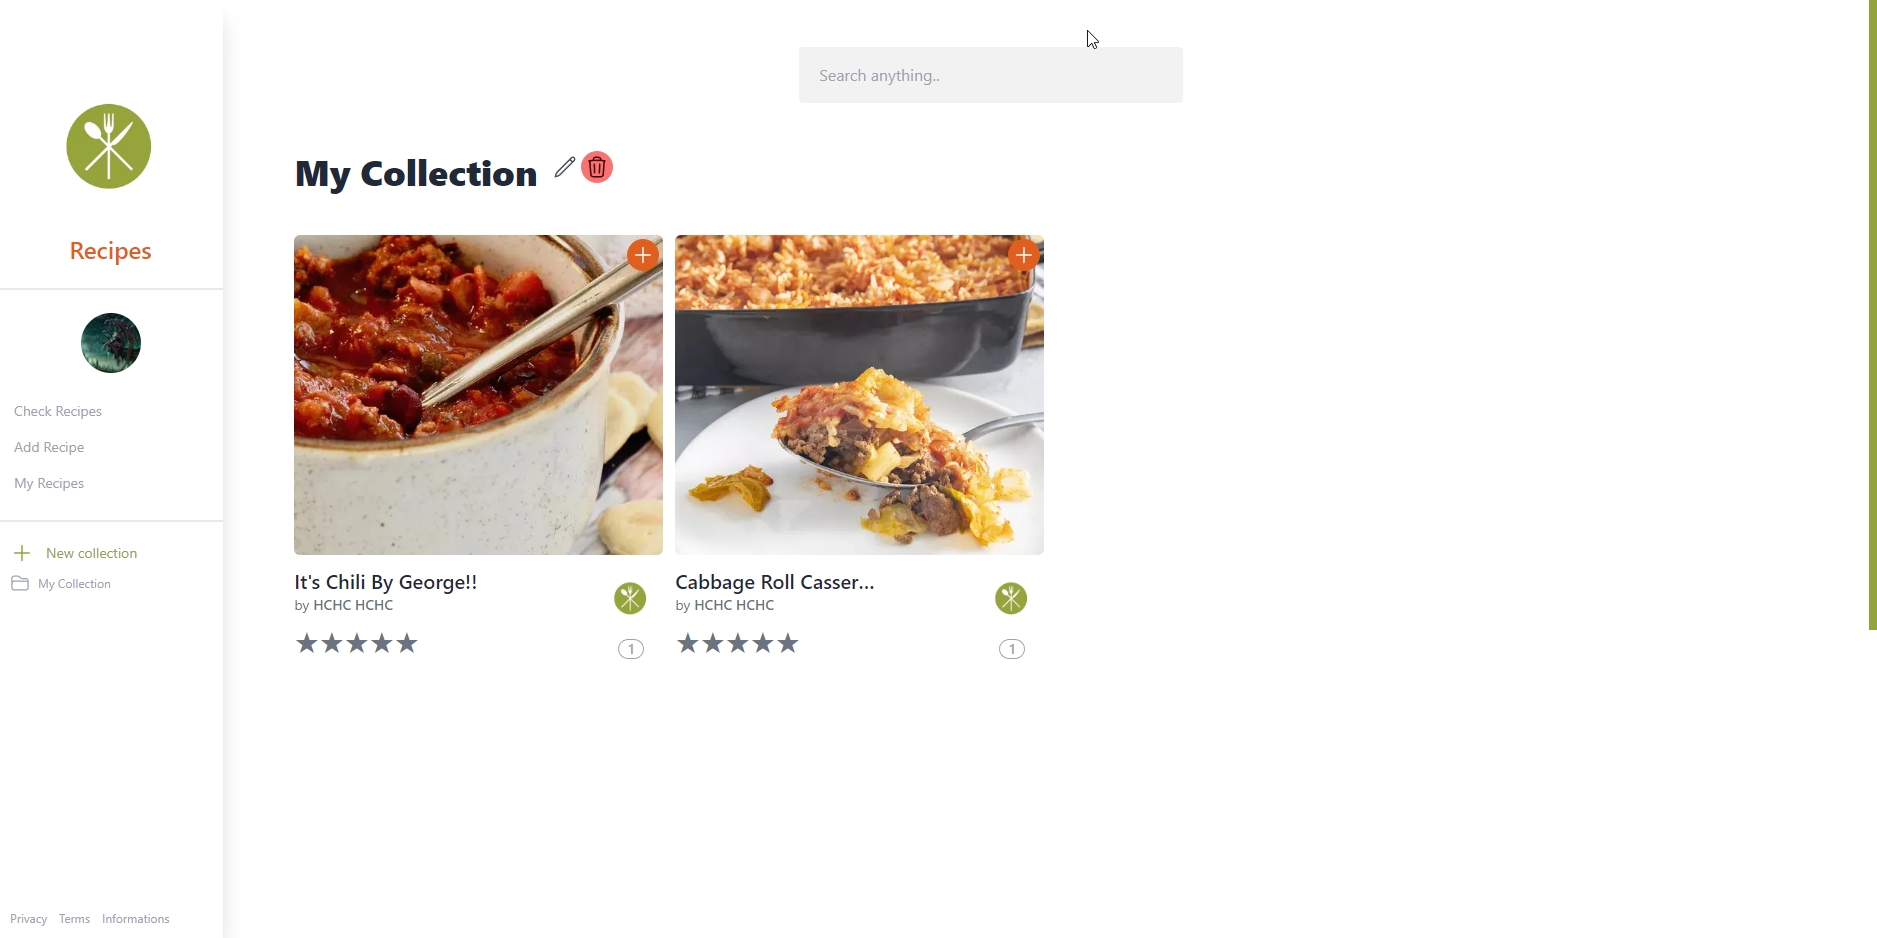 Search anything..
My Collection
Recipes
Check Recipes
Add Recipe
My Recipes
New collection
My Collection
It's Chili By George!!
by HCHC HCHC
1
Cabbage Roll Casser...
by HCHC HCHC
1
Privacy Terms Informations